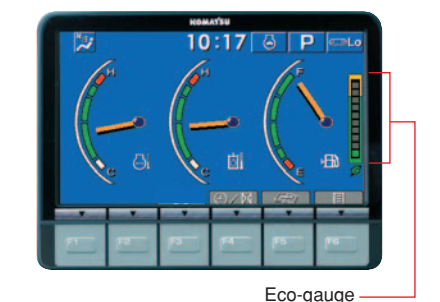 KOMATSU
10:17 P Lo
H H F
C C E
F1 F2 F3 F4 F5 F6
Eco-gauge